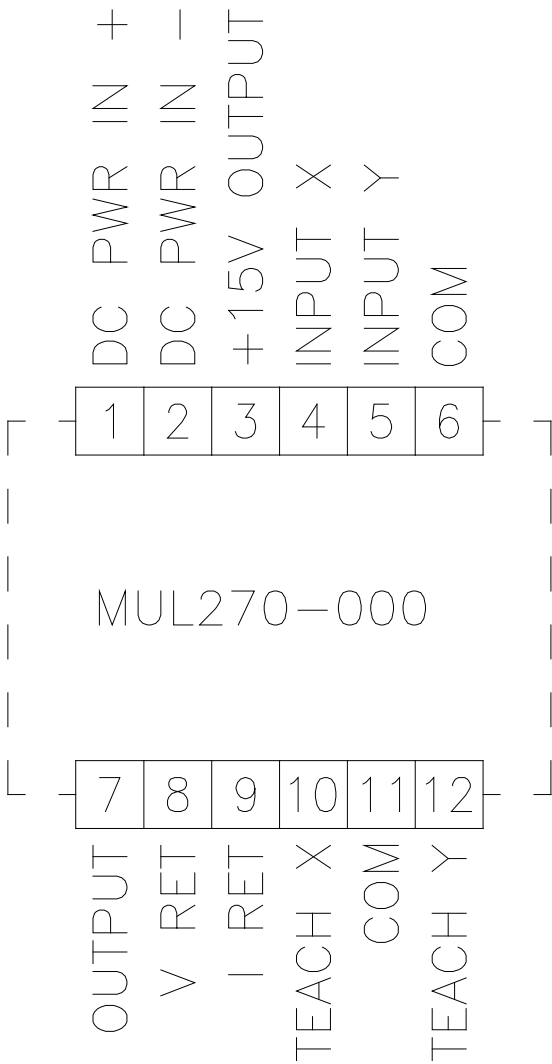 DC PWR IN +
DC PWR IN -
+15V OUTPUT
INPUT X
INPUT Y
COM
1 2 3 4 5 6
MUL270-000
7 8 9 10 11 12
OUTPUT
V RET
I RET
TEACH X
COM
TEACH Y